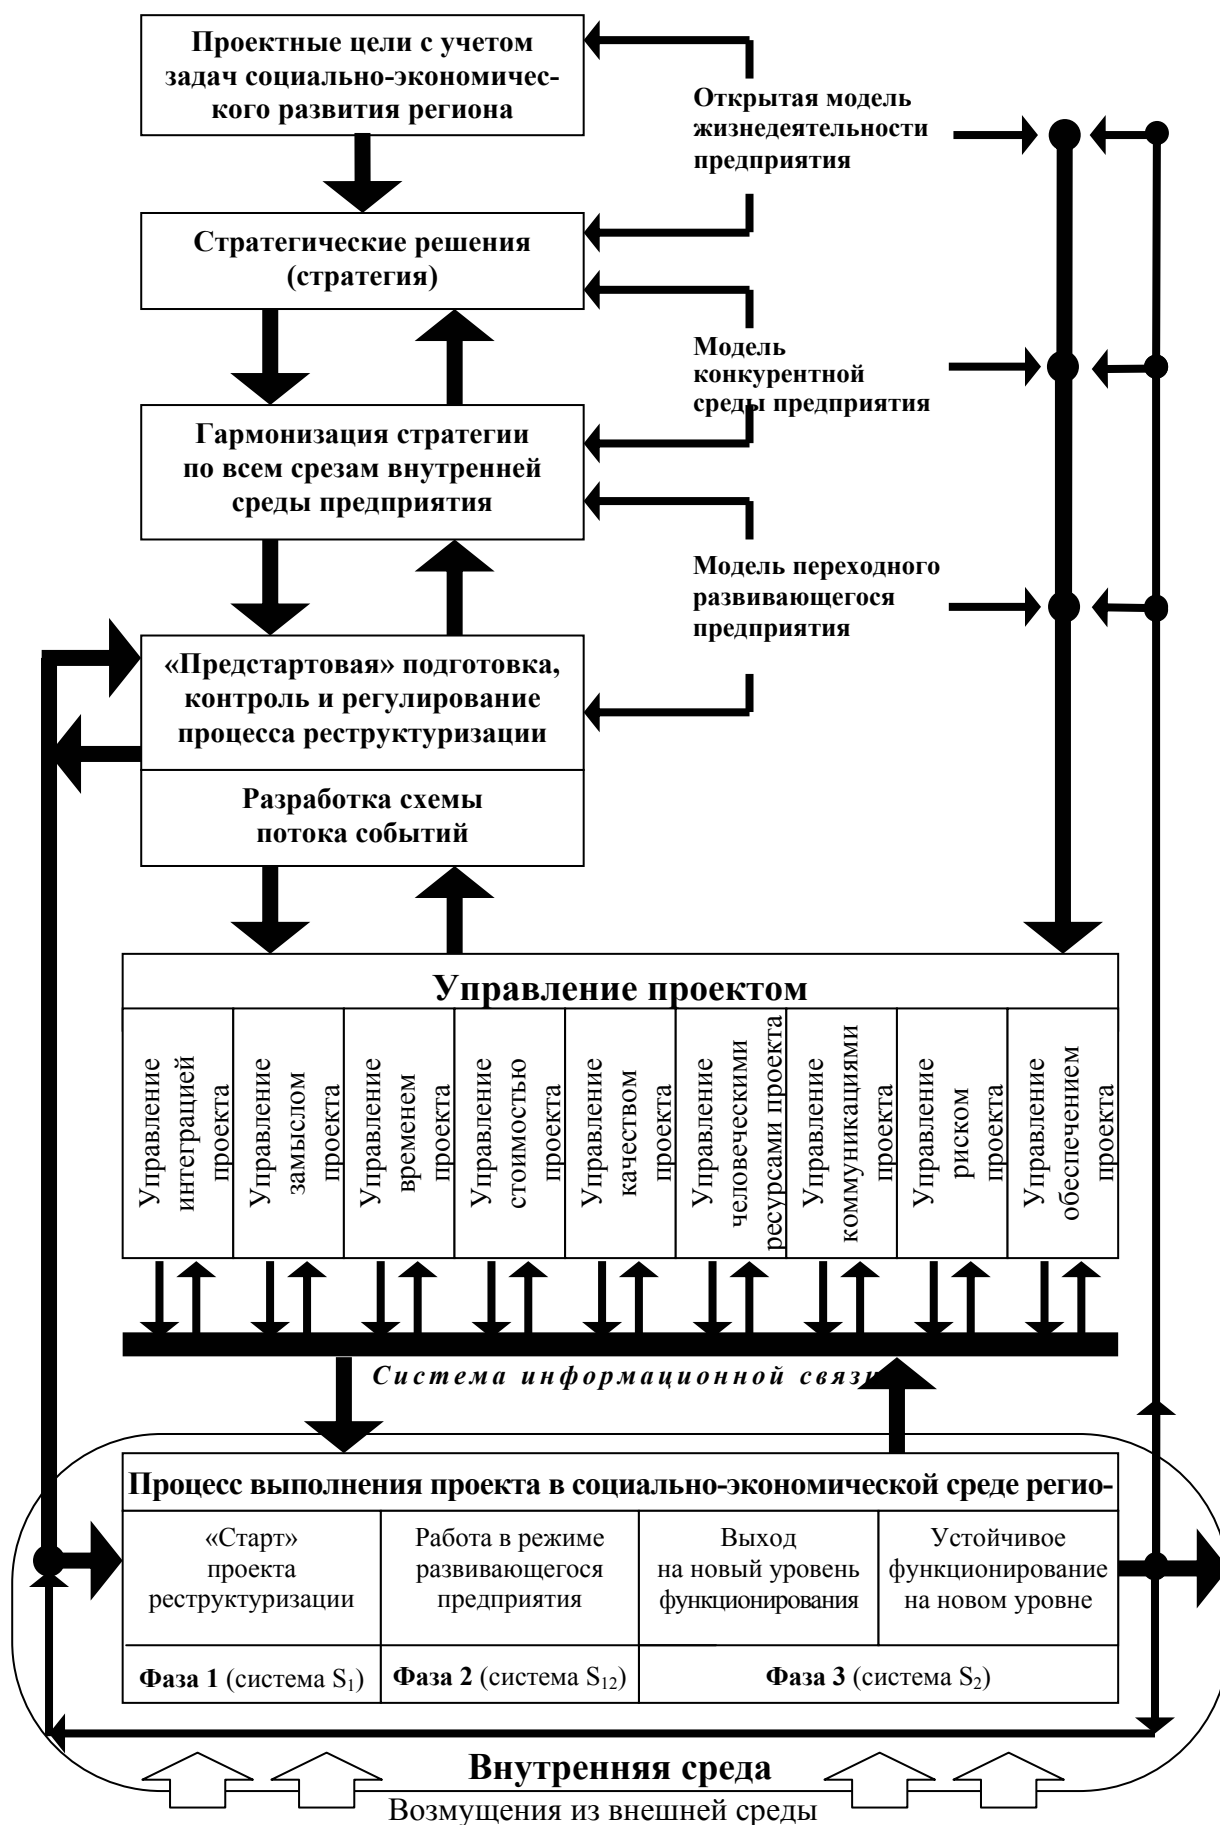 Проектные цели с учетом
задач социально-экономичес-
кого развития региона
Открытая модель
жизнедеятельности
предприятия
Стратегические решения
(стратегия)
Модель
конкурентной
среды предприятия
Гармонизация стратегии
по всем срезам внутренней
среды предприятия
Модель переходного
развивающегося
предприятия
«Предстартовая» подготовка,
контроль и регулирование
процесса реструктуризации
Разработка схемы
потока событий
Управление проектом
Управление
интеграцией
проекта
Управление
замыслом
проекта
Управление
временем
проекта
Управление
стоимостью
проекта
Управление
качеством
проекта
Управление
человеческими
ресурсами проекта
Управление
коммуникациями
проекта
Управление
риском
проекта
Управление
обеспечением
проекта
Система информационной связи
Процесс выполнения проекта в социально-экономической среде регио-
«Старт»
проекта
реструктуризации
Работа в режиме
развивающегося
предприятия
Выход
на новый уровень
функционирования
Устойчивое
функционирование
на новом уровне
Фаза 1 (система S₁)
Фаза 2 (система S₁₂)
Фаза 3 (система S₂)
Внутренняя среда
Возмущения из внешней среды